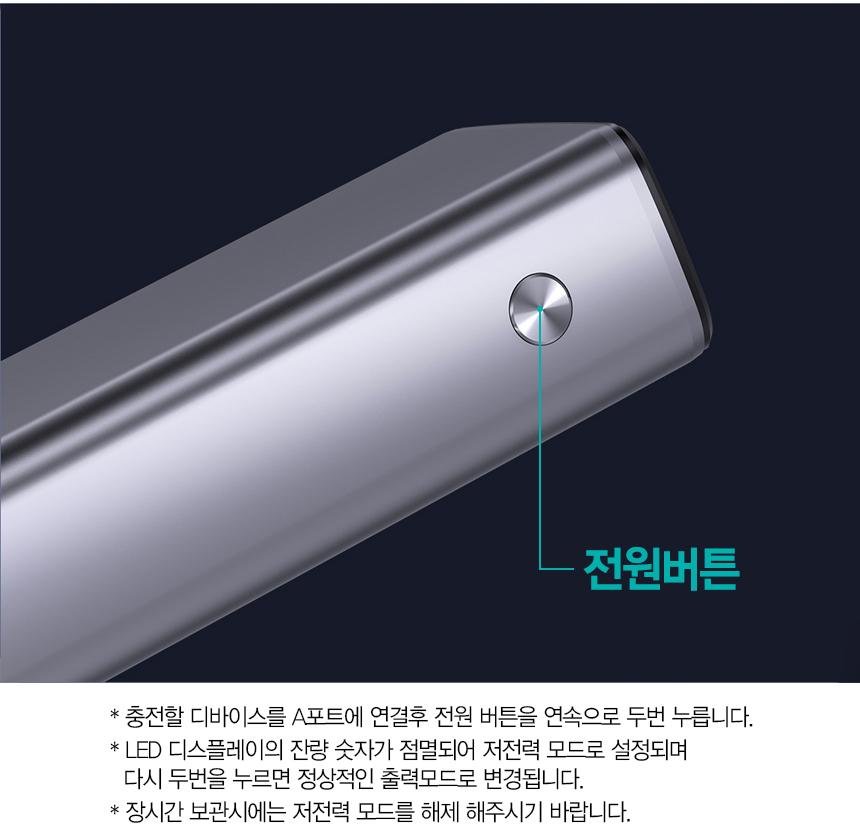 전원버튼
* 충전할 디바이스를 A포트에 연결후 전원 버튼을 연속으로 두번 누릅니다.
* LED 디스플레이의 잔량 숫자가 점멸되어 저전력 모드로 설정되며
다시 두번을 누르면 정상적인 출력모드로 변경됩니다.
* 장시간 보관시에는 저전력 모드를 해제 해주시기 바랍니다.